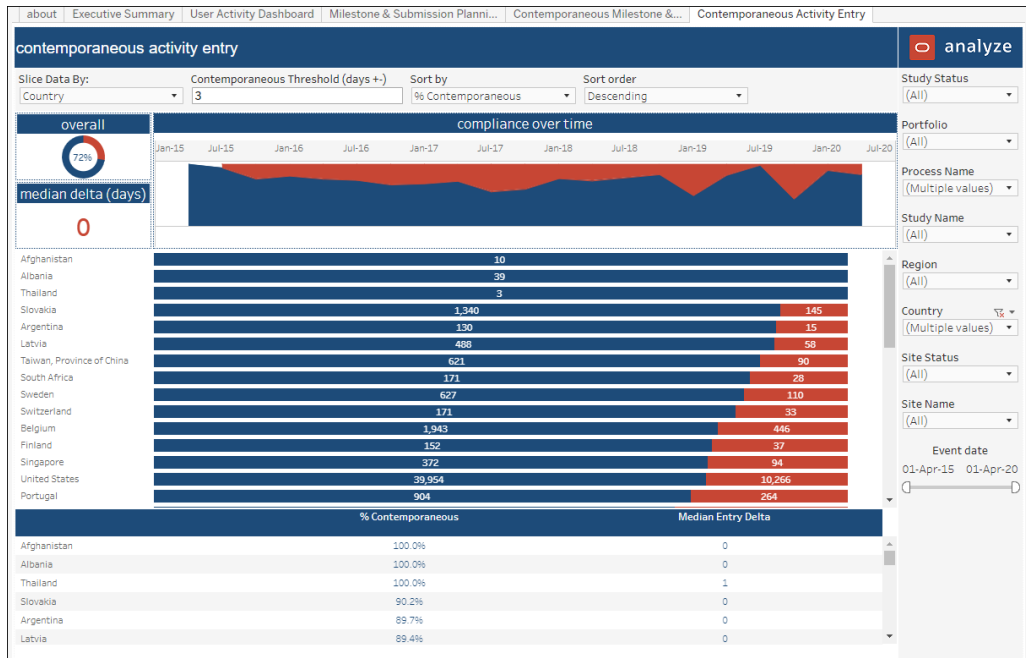 about Executive Summary User Activity Dashboard Milestone & Submission Planni... Contemporaneous Milestone &... Contemporaneous Activity Entry
contemporaneous activity entry
analyze
Slice Data By: Contemporaneous Threshold (days +-) Sort by Sort order
Country 3 % Contemporaneous Descending
overall
72%
median delta (days)
0
compliance over time
Jan-15 Jul-15 Jan-16 Jul-16 Jan-17 Jul-17 Jan-18 Jul-18 Jan-19 Jul-19 Jan-20 Jul-20
Afghanistan 10
Albania 39
Thailand 3
Slovakia 1,340 145
Argentina 130 15
Latvia 488 58
Taiwan, Province of China 621 90
South Africa 171 28
Sweden 627 110
Switzerland 171 33
Belgium 1,943 446
Finland 152 37
Singapore 372 94
United States 39,954 10,266
Portugal 904 264
% Contemporaneous Median Entry Delta
Afghanistan 100.0% 0
Albania 100.0% 0
Thailand 100.0% 1
Slovakia 90.2% 0
Argentina 89.7% 0
Latvia 89.4% 0
Study Status
(All)
Portfolio
(All)
Process Name
(Multiple values)
Study Name
(All)
Region
(All)
Country
(Multiple values)
Site Status
(All)
Site Name
(All)
Event date
01-Apr-15 01-Apr-20